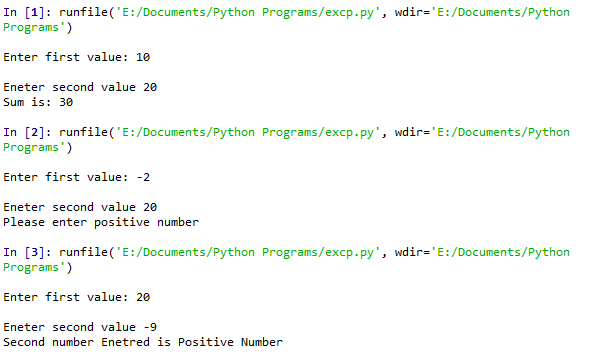 In [1]: runfile('E:/Documents/Python Programs/excp.py', wdir='E:/Documents/Python
Programs')
Enter first value: 10
Eneter second value 20
Sum is: 30
In [2]: runfile('E:/Documents/Python Programs/excp.py', wdir='E:/Documents/Python
Programs')
Enter first value: -2
Eneter second value 20
Please enter positive number
In [3]: runfile('E:/Documents/Python Programs/excp.py', wdir='E:/Documents/Python
Programs')
Enter first value: 20
Eneter second value -9
Second number Enetred is Positive Number